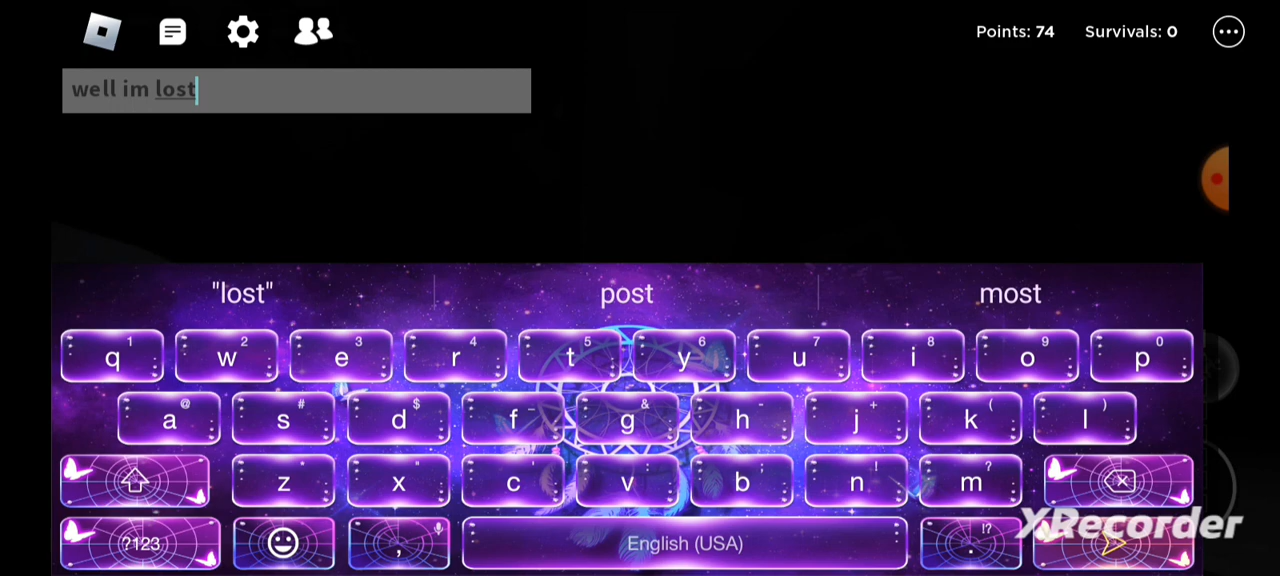 Points: 74 Survivals: 0
well im lost
"lost" post most
q 1 w 2 e 3 r 4 t 5 y 6 u 7 i 8 o 9 p 0
a @ s # d $ f _ g & h - j + k ( l )
z * x " c ' v : b ; n ! m ?
XRecorder
?123 , English (USA) . !?